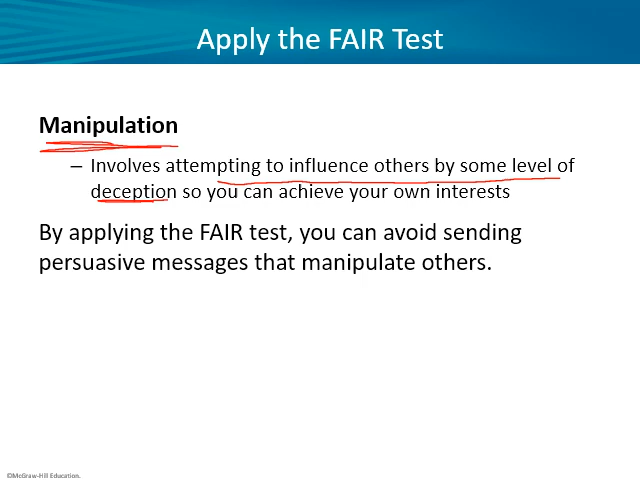 Apply the FAIR Test
Manipulation
– Involves attempting to influence others by some level of
deception so you can achieve your own interests
By applying the FAIR test, you can avoid sending
persuasive messages that manipulate others.
©McGraw-Hill Education.